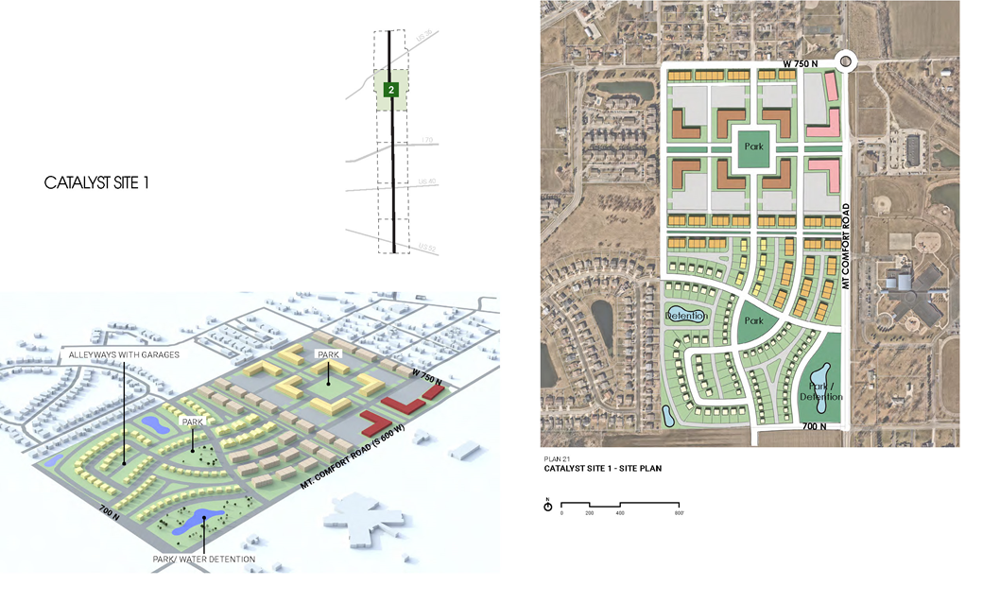 US 36
2
I 70
US 40
US 52
CATALYST SITE 1
ALLEYWAYS WITH GARAGES
PARK
W 750 N
PARK
MT. COMFORT ROAD (S 600 W)
700 N
PARK/ WATER DETENTION
W 750 N
Park
MT COMFORT ROAD
Detention
Park
Park /
Detention
700 N
PLAN 21
CATALYST SITE 1 - SITE PLAN
N
0 200 400 800'